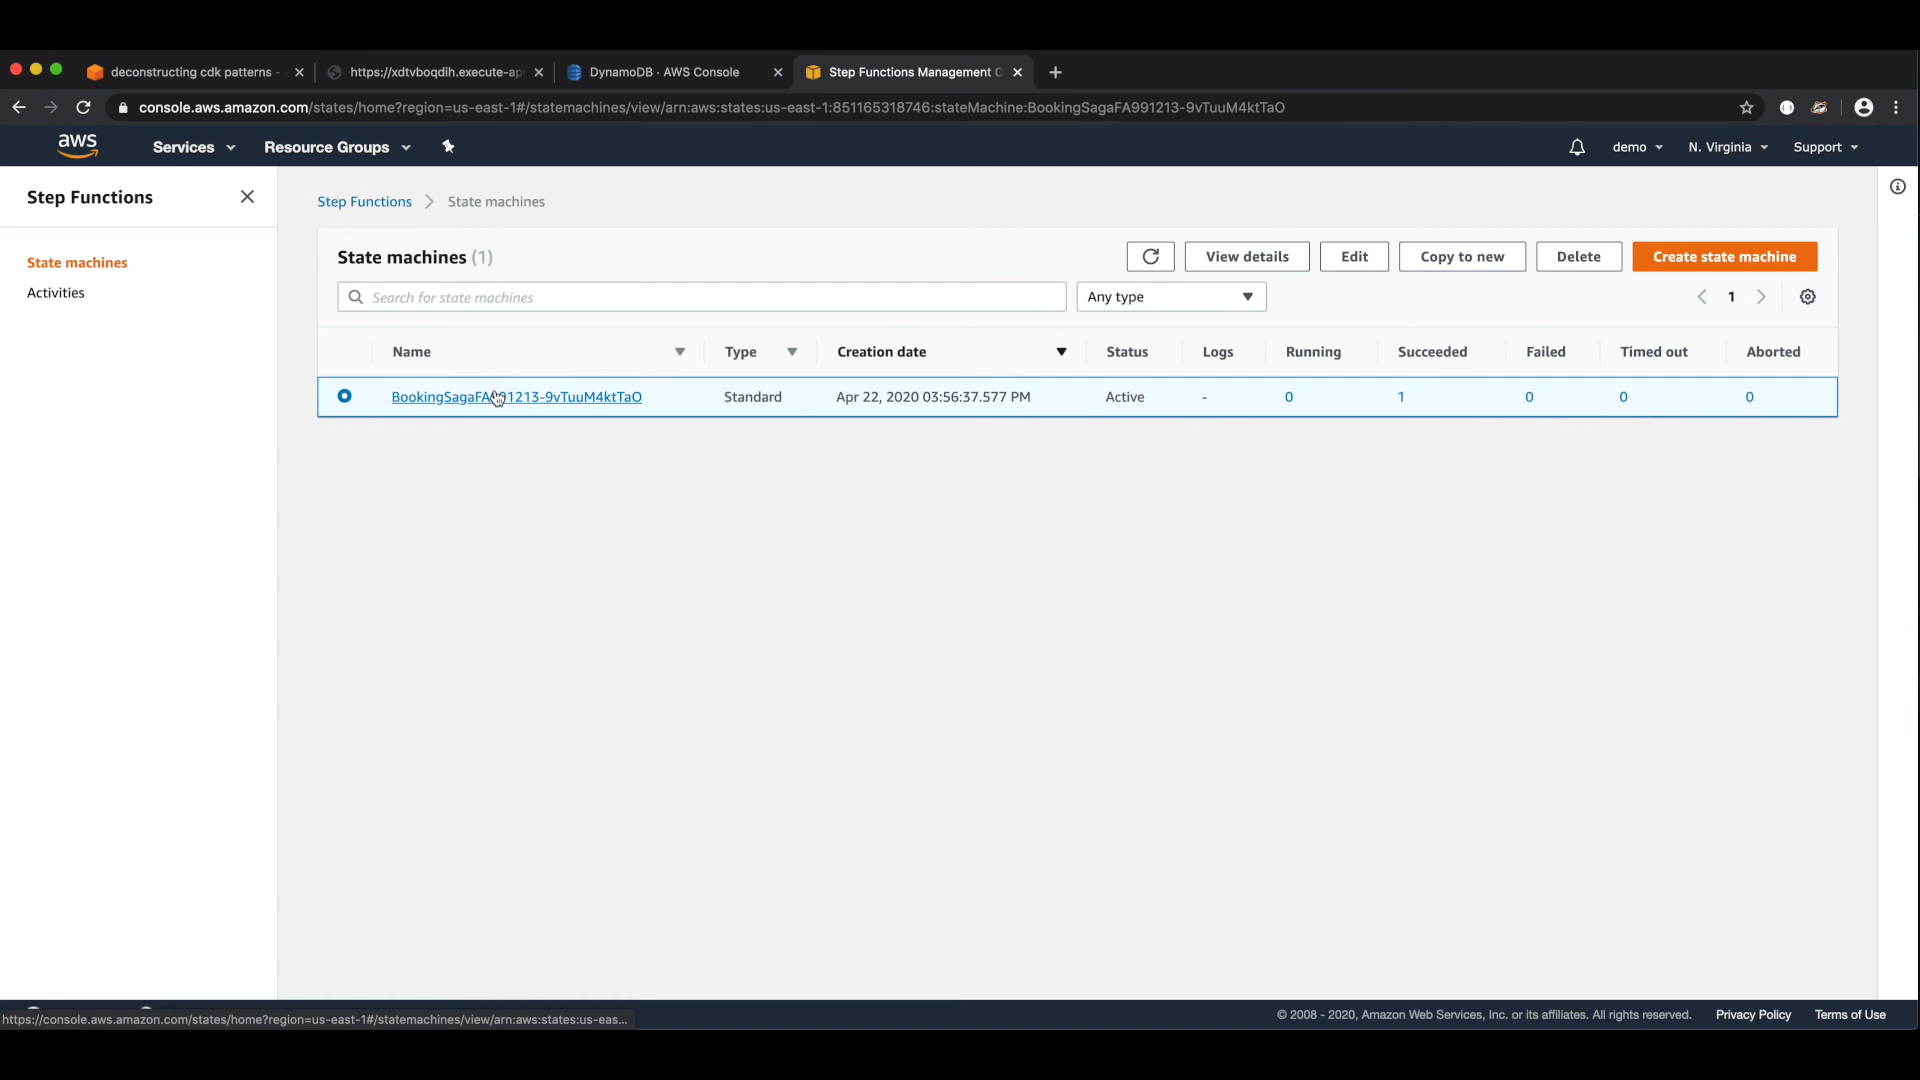 deconstructing cdk patterns -
https://xdtvboqdih.execute-api
DynamoDB · AWS Console
Step Functions Management C
console.aws.amazon.com/states/home?region=us-east-1#/statemachines/view/arn:aws:states:us-east-1:851165318746:stateMachine:BookingSagaFA991213-9vTuuM4ktTaO
aws
Services
Resource Groups
demo
N. Virginia
Support
Step Functions
State machines
Activities
Step Functions
State machines
State machines (1)
View details
Edit
Copy to new
Delete
Create state machine
Search for state machines
Any type
1
Name
Type
Creation date
Status
Logs
Running
Succeeded
Failed
Timed out
Aborted
BookingSagaFA991213-9vTuuM4ktTaO
Standard
Apr 22, 2020 03:56:37.577 PM
Active
-
0
1
0
0
0
https://console.aws.amazon.com/states/home?region=us-east-1#/statemachines/view/arn:aws:states:us-eas...
© 2008 - 2020, Amazon Web Services, Inc. or its affiliates. All rights reserved.
Privacy Policy
Terms of Use